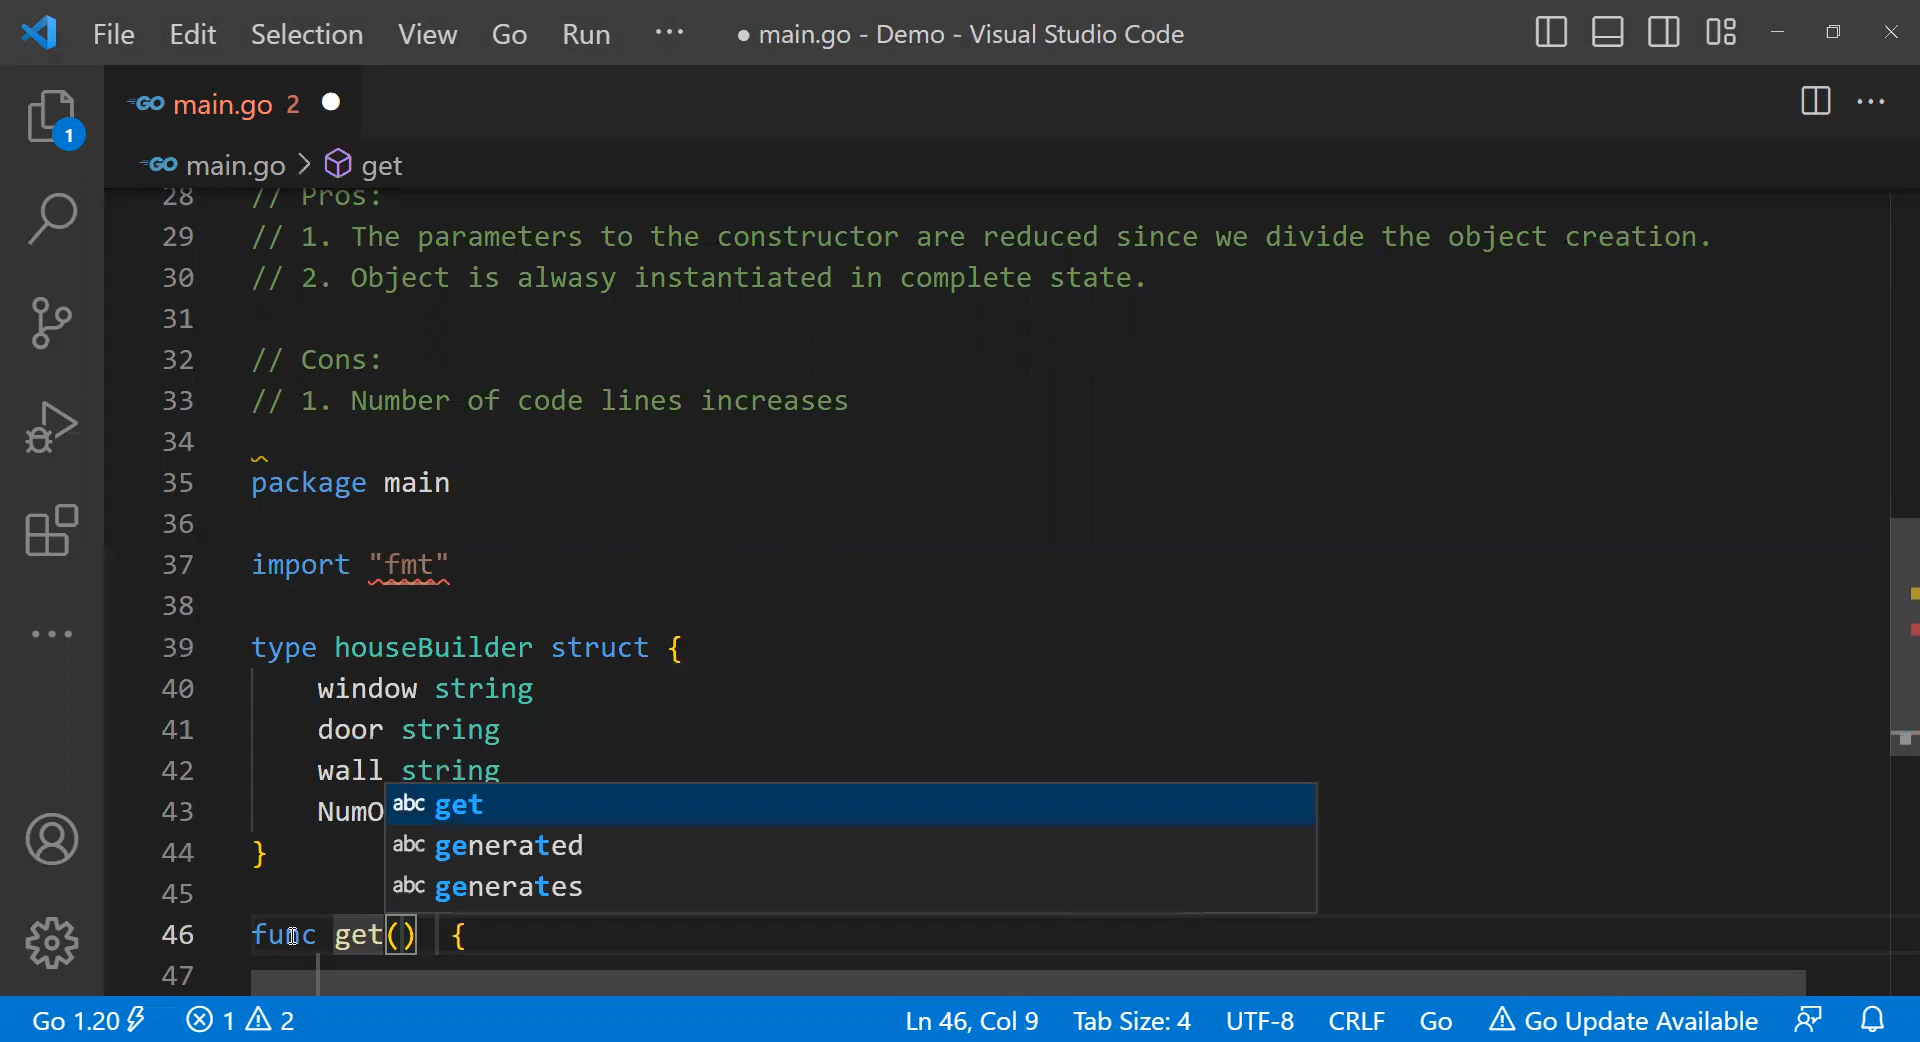 File Edit Selection View Go Run ··· ● main.go - Demo - Visual Studio Code
GO main.go 2 ●
1
GO main.go > get
28 // Pros:
29 // 1. The parameters to the constructor are reduced since we divide the object creation.
30 // 2. Object is alwasy instantiated in complete state.
31
32 // Cons:
33 // 1. Number of code lines increases
34
35 package main
36
37 import "fmt"
38
39 type houseBuilder struct {
40 window string
41 door string
42 wall string
43 NumO
abc get
44 }
abc generated
45
abc generates
46 func get() {
47
Go 1.20 1 2 Ln 46, Col 9 Tab Size: 4 UTF-8 CRLF Go Go Update Available